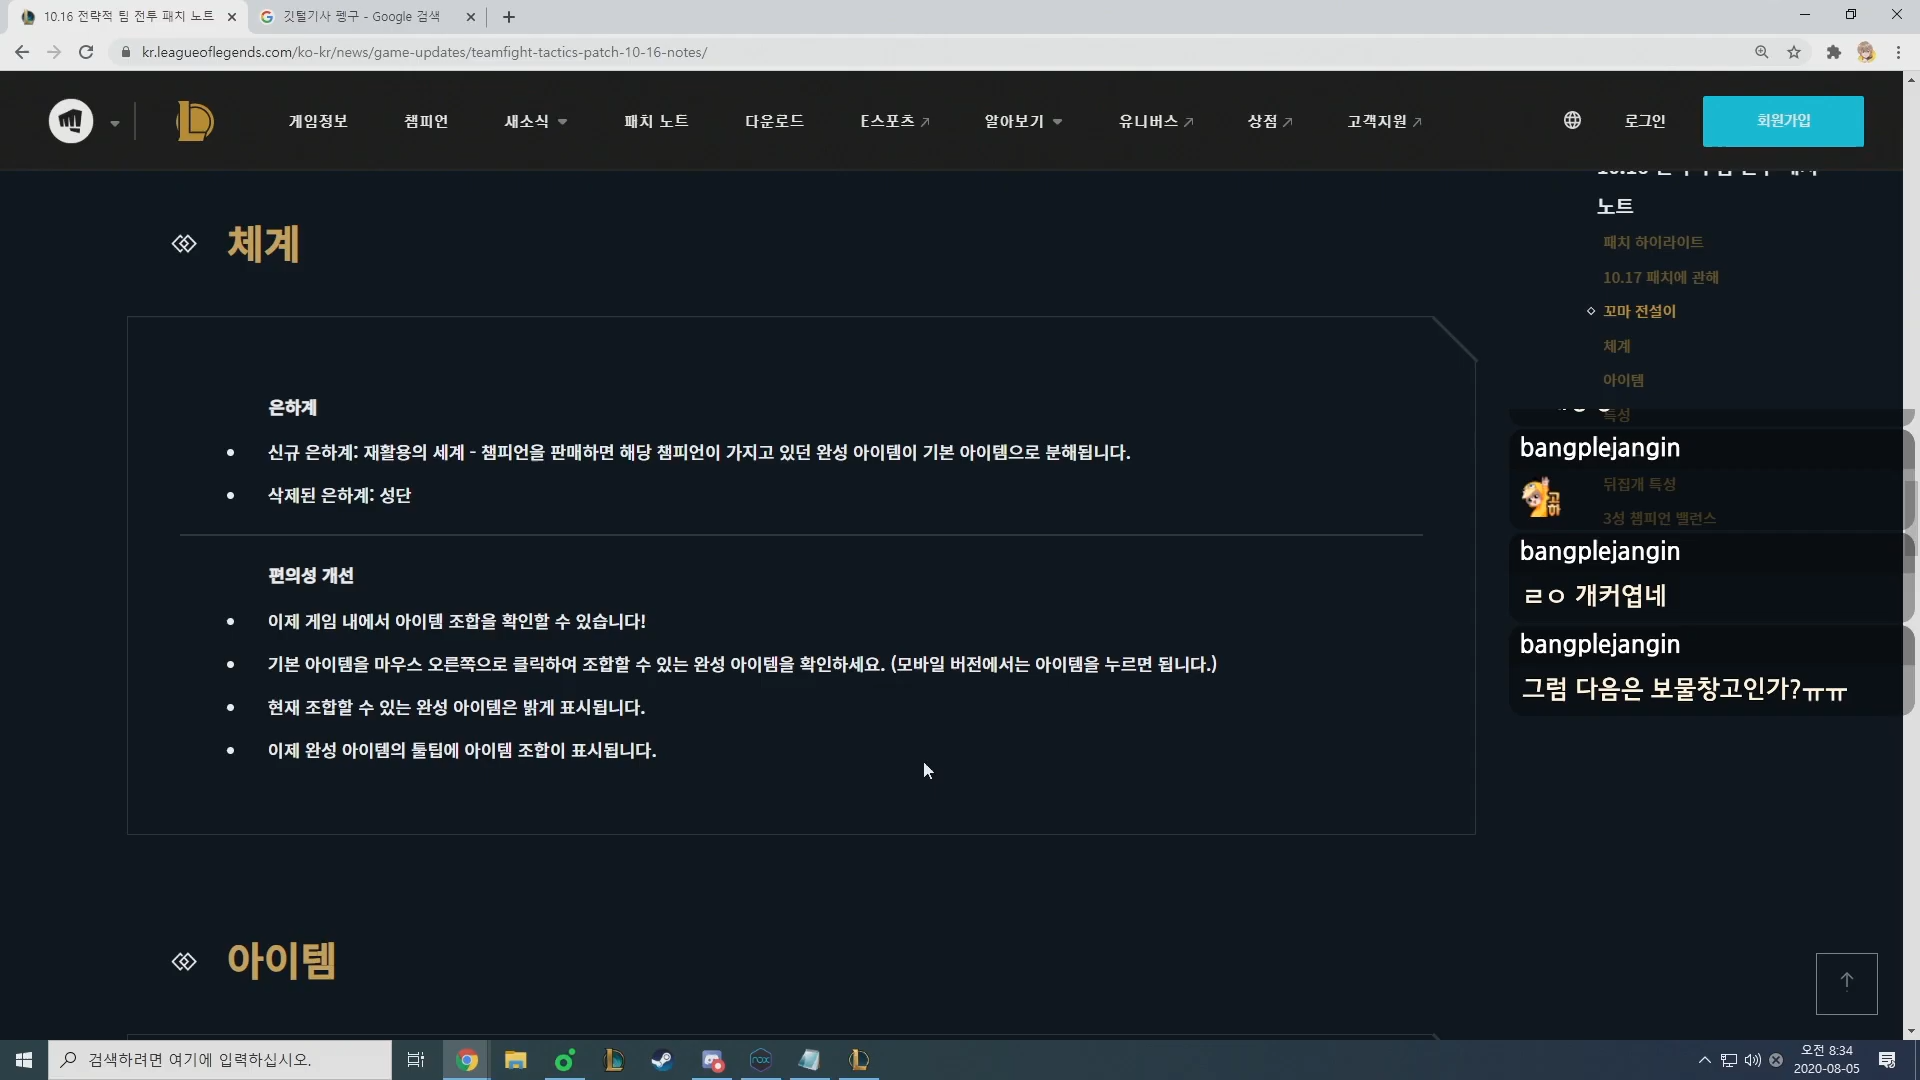 10.16 전략적 팀 전투 패치 노트
깃털기사 펭구 - Google 검색
kr.leagueoflegends.com/ko-kr/news/game-updates/teamfight-tactics-patch-10-16-notes/
게임정보
챔피언
새소식
패치 노트
다운로드
E스포츠
알아보기
유니버스
상점
고객지원
로그인
회원가입
체계
은하계
신규 은하계: 재활용의 세계 - 챔피언을 판매하면 해당 챔피언이 가지고 있던 완성 아이템이 기본 아이템으로 분해됩니다.
삭제된 은하계: 성단
편의성 개선
이제 게임 내에서 아이템 조합을 확인할 수 있습니다!
기본 아이템을 마우스 오른쪽으로 클릭하여 조합할 수 있는 완성 아이템을 확인하세요. (모바일 버전에서는 아이템을 누르면 됩니다.)
현재 조합할 수 있는 완성 아이템은 밝게 표시됩니다.
이제 완성 아이템의 툴팁에 아이템 조합이 표시됩니다.
아이템
노트
패치 하이라이트
10.17 패치에 관해
꼬마 전설이
체계
아이템
특성
bangplejangin
뒤집개 특성
3성 챔피언 밸런스
bangplejangin
ㄹㅇ 개커엽네
bangplejangin
그럼 다음은 보물창고인가?ㅠㅠ
검색하려면 여기에 입력하십시오.
오전 8:34
2020-08-05